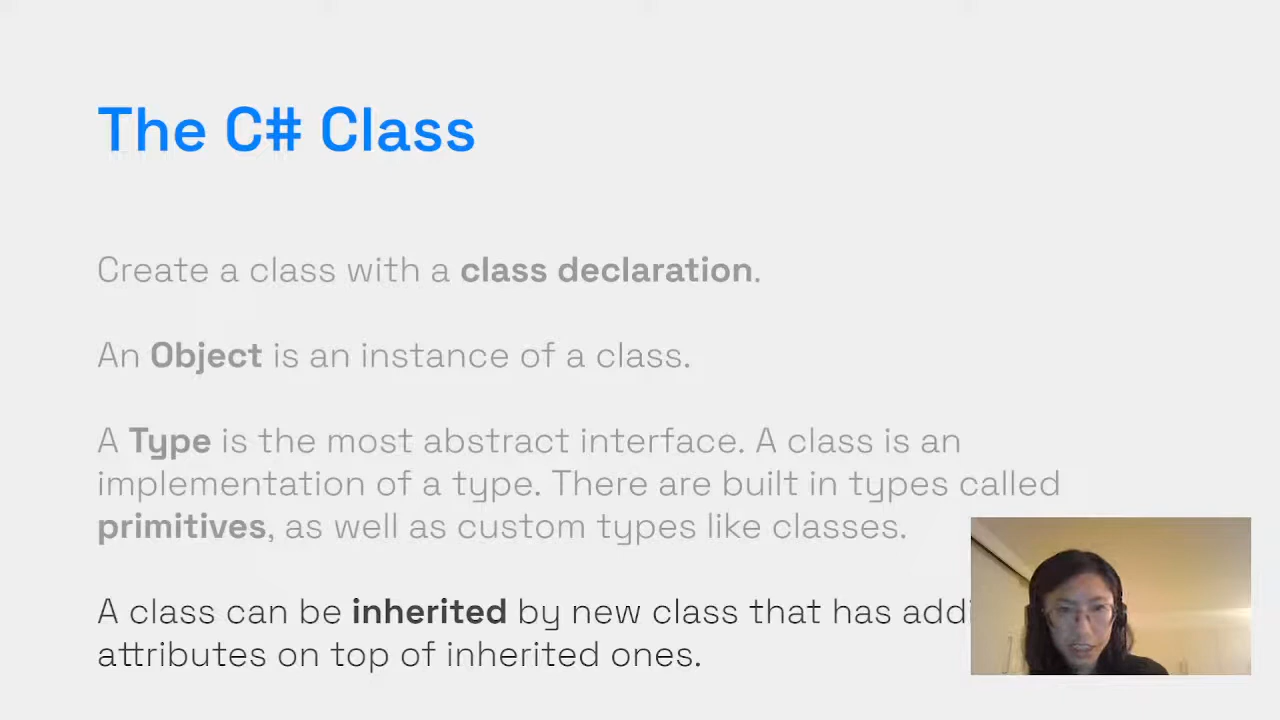 The C# Class
Create a class with a class declaration.
An Object is an instance of a class.
A Type is the most abstract interface. A class is an
implementation of a type. There are built in types called
primitives, as well as custom types like classes.
A class can be inherited by new class that has
attributes on top of inherited ones.